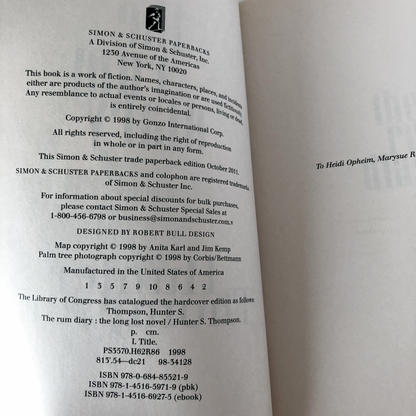 SIMON & SCHUSTER PAPERBACKS
A Division of Simon & Schuster, Inc.
1230 Avenue of the Americas
New York, NY 10020
This book is a work of fiction. Names, characters, places, and incidents
either are products of the author's imagination or are used fictitiously.
Any resemblance to actual events or locales or persons, living or dead,
is entirely coincidental.
Copyright © 1998 by Gonzo International Corp.
All rights reserved, including the right of reproduction
in whole or in part in any form.
This Simon & Schuster trade paperback edition October 2011.
SIMON & SCHUSTER PAPERBACKS and colophon are registered trademarks
of Simon & Schuster Inc.
For information about special discounts for bulk purchases,
please contact Simon & Schuster Special Sales at
1-800-456-6798 or business@simonandschuster.com
DESIGNED BY ROBERT BULL DESIGN
Map copyright © 1998 by Anita Karl and Jim Kemp
Palm tree photograph copyright © 1998 by Corbis/Bettmann
Manufactured in the United States of America
1 3 5 7 9 10 8 6 4 2
The Library of Congress has catalogued the hardcover edition as follows:
Thompson, Hunter S.
The rum diary : the long lost novel / Hunter S. Thompson.
p. cm.
I. Title.
PS3570.H62R86 1998
813'.54—dc21 98-34128
ISBN 978-0-684-85521-9
ISBN 978-1-4516-5971-9 (pbk)
ISBN 978-1-4516-6927-5 (ebook)
To Heidi Opheim, Marysue R